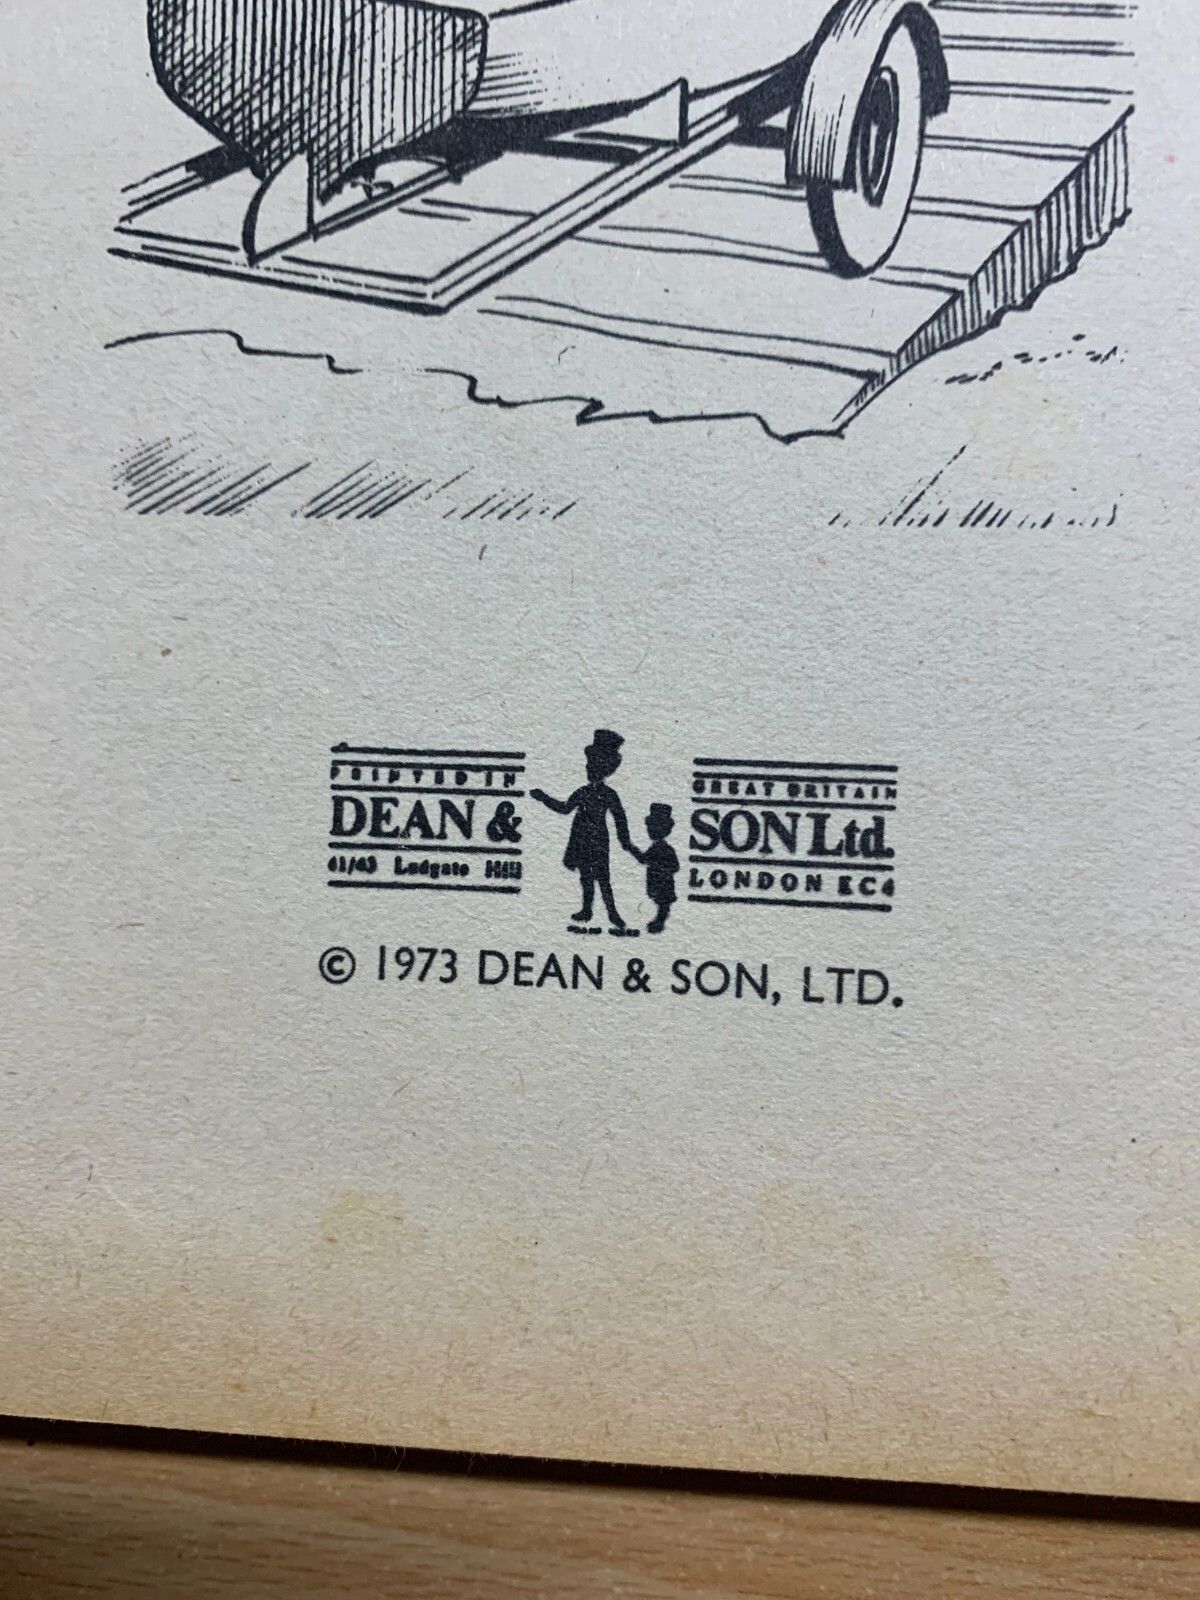 PRINTED IN GREAT BRITAIN
DEAN & SON Ltd.
41/43 Ludgate Hill LONDON EC4
© 1973 DEAN & SON, LTD.